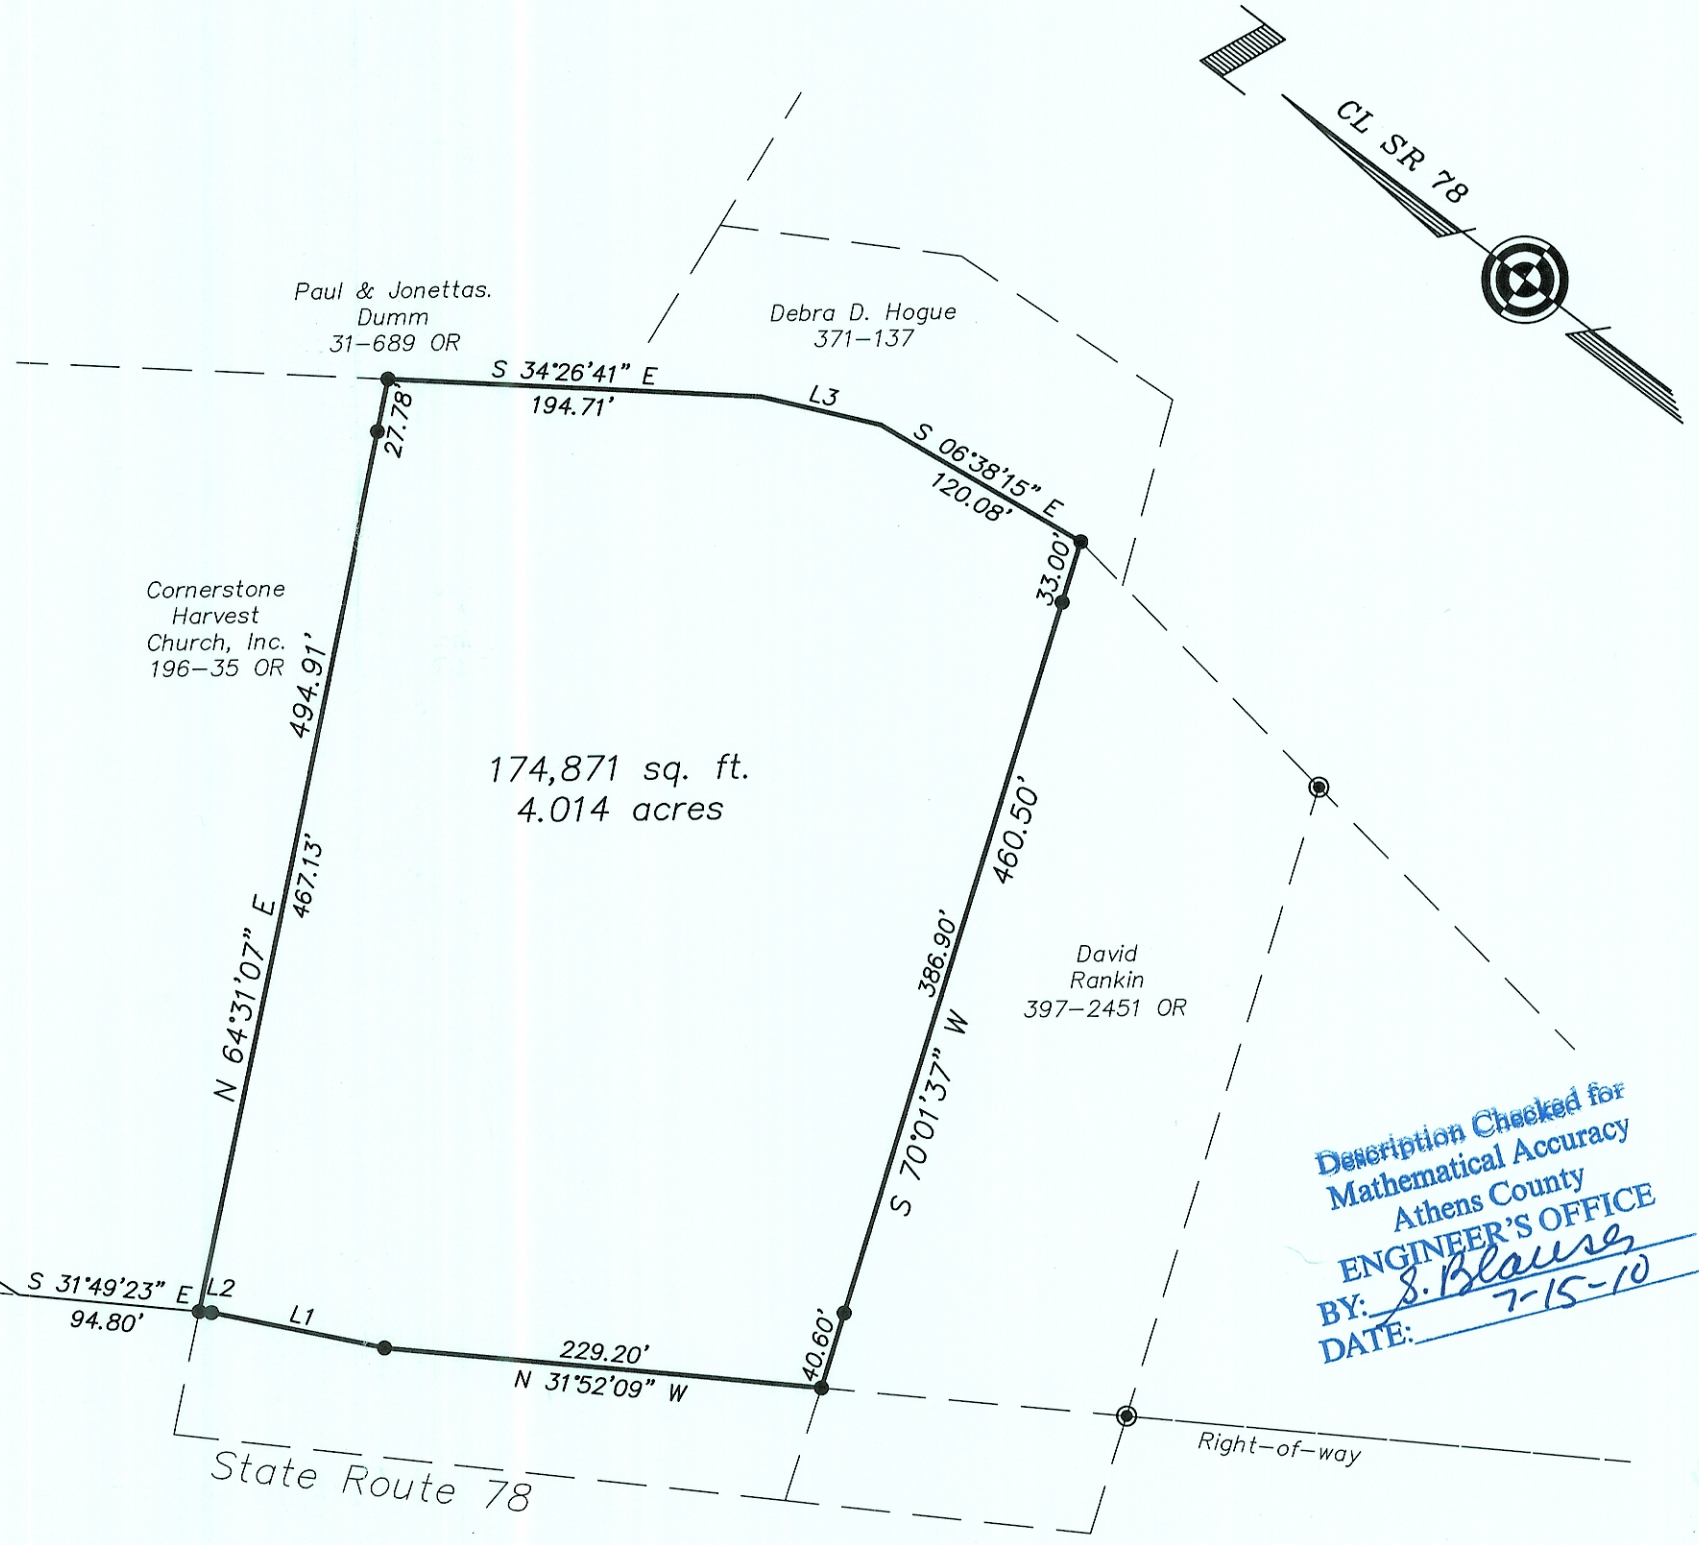 CL SR 78
Paul & Jonettas.
Dumm
31-689 OR
Debra D. Hogue
371-137
S 34°26'41" E
194.71'
L3
S 06°38'15" E
120.08'
27.78'
33.00'
Cornerstone
Harvest
Church, Inc.
196-35 OR
494.91'
467.13'
N 64°31'07" E
174,871 sq. ft.
4.014 acres
460.50'
386.90'
S 70°01'37" W
David
Rankin
397-2451 OR
S 31°49'23" E
94.80'
L2
L1
229.20'
N 31°52'09" W
40.60'
Right-of-way
State Route 78
Description Checked for
Mathematical Accuracy
Athens County
ENGINEER'S OFFICE
BY: S. Blauser
DATE: 7-15-10